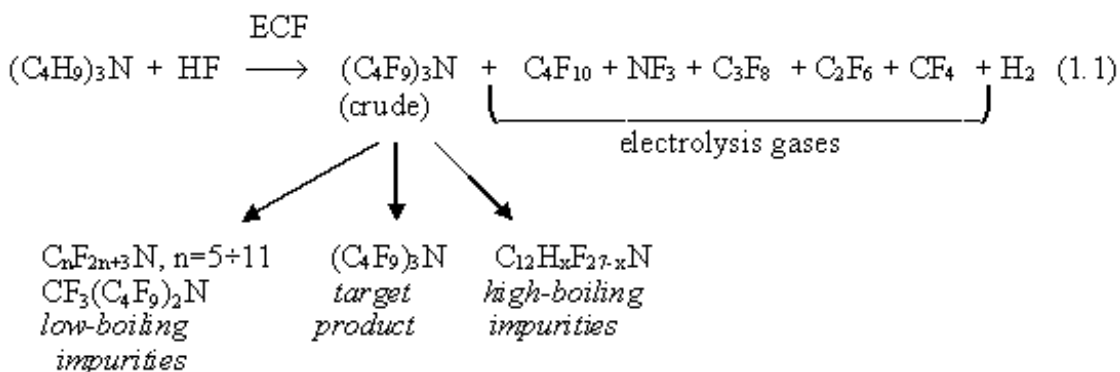 ECF
(C₄H₉)₃N + HF ⟶ (C₄F₉)₃N + C₄F₁₀ + NF₃ + C₃F₈ + C₂F₆ + CF₄ + H₂ (1.1)
(crude)
electrolysis gases
CₙF₂ₙ₊₃N, n=5÷11 (C₄F₉)₃N C₁₂HₓF₂₇₋ₓN
CF₃(C₄F₉)₂N target high-boiling
low-boiling product impurities
impurities